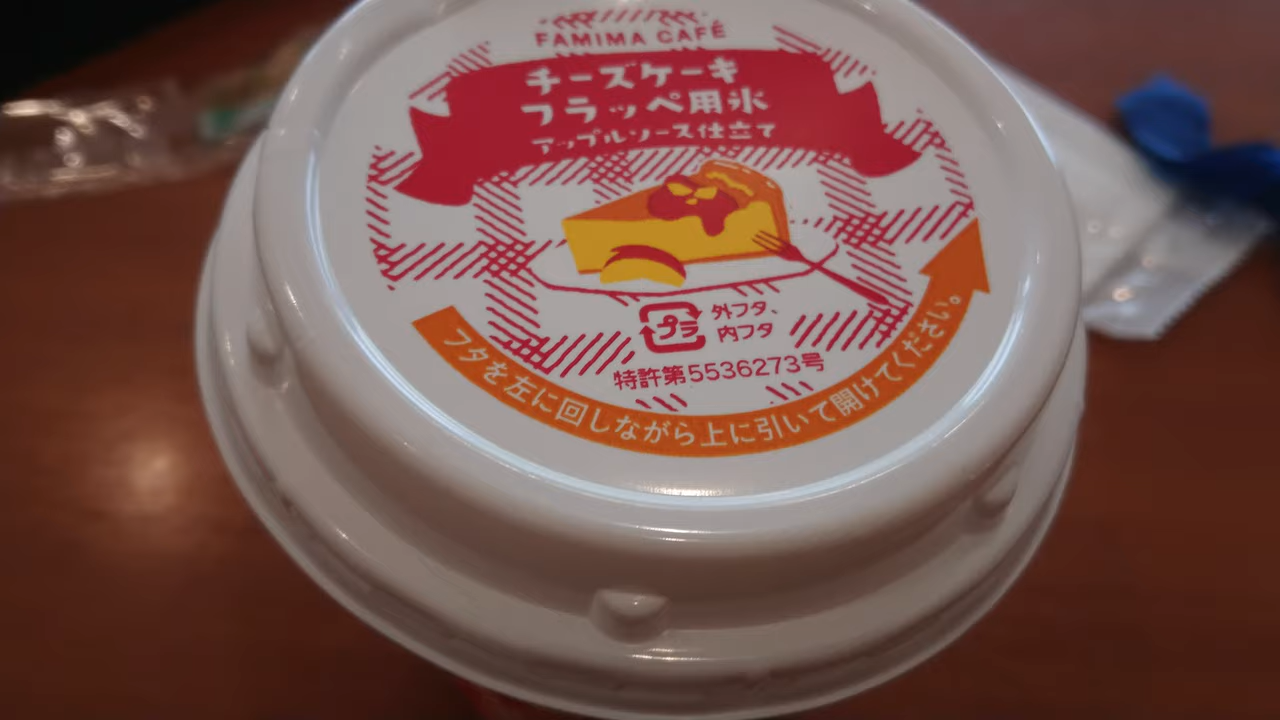 FAMIMA CAFÉ
チーズケーキ
フラッペ用氷
アップルソース仕立て
プラ
外フタ、
内フタ
特許第5536273号
フタを左に回しながら上に引いて開けてください。